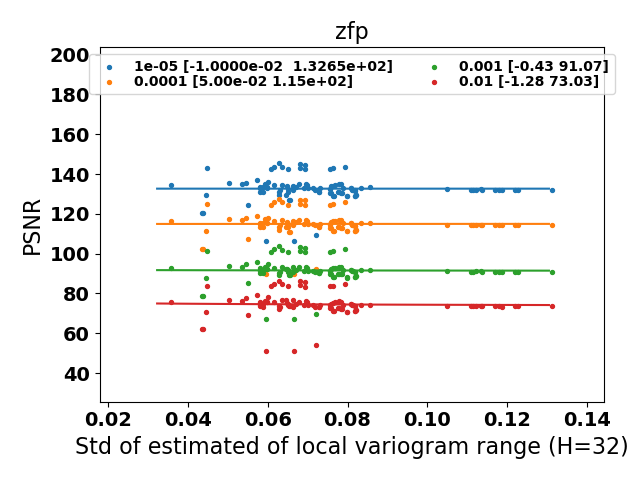 zfp
1e-05 [-1.0000e-02  1.3265e+02]
0.0001 [5.00e-02 1.15e+02]
0.001 [-0.43 91.07]
0.01 [-1.28 73.03]
PSNR
200
180
160
140
120
100
80
60
40
0.02 0.04 0.06 0.08 0.10 0.12 0.14
Std of estimated of local variogram range (H=32)